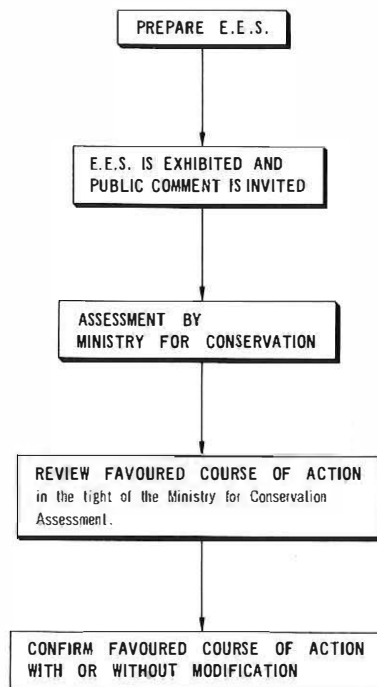 PREPARE E.E.S.
E.E.S. IS EXHIBITED AND
PUBLIC COMMENT IS INVITED
ASSESSMENT BY
MINISTRY FOR CONSERVATION
REVIEW FAVOURED COURSE OF ACTION
in the light of the Ministry for Conservation
Assessment.
CONFIRM FAVOURED COURSE OF ACTION
WITH OR WITHOUT MODIFICATION